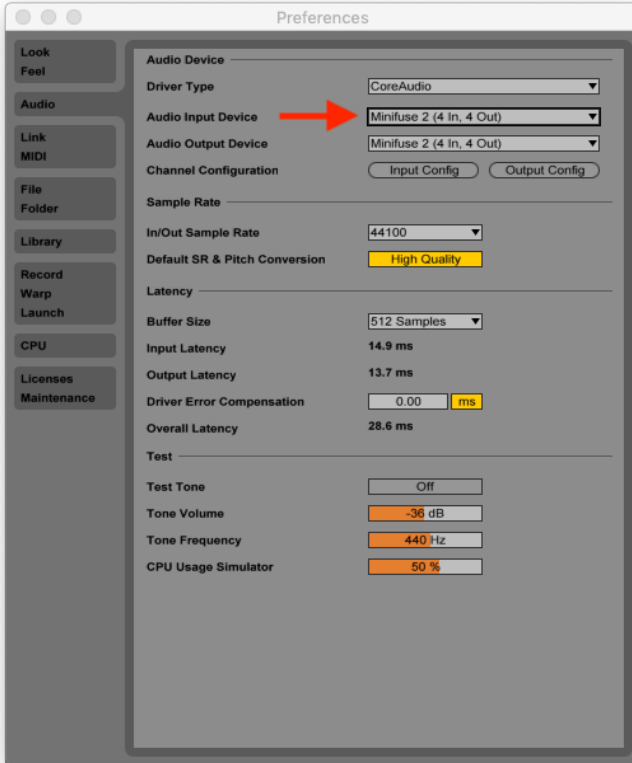 Preferences
Look
Feel
Audio
Link
MIDI
File
Folder
Library
Record
Warp
Launch
CPU
Licenses
Maintenance
Audio Device
Driver Type CoreAudio
Audio Input Device Minifuse 2 (4 In, 4 Out)
Audio Output Device Minifuse 2 (4 In, 4 Out)
Channel Configuration Input Config Output Config
Sample Rate
In/Out Sample Rate 44100
Default SR & Pitch Conversion High Quality
Latency
Buffer Size 512 Samples
Input Latency 14.9 ms
Output Latency 13.7 ms
Driver Error Compensation 0.00 ms
Overall Latency 28.6 ms
Test
Test Tone Off
Tone Volume -36 dB
Tone Frequency 440 Hz
CPU Usage Simulator 50 %